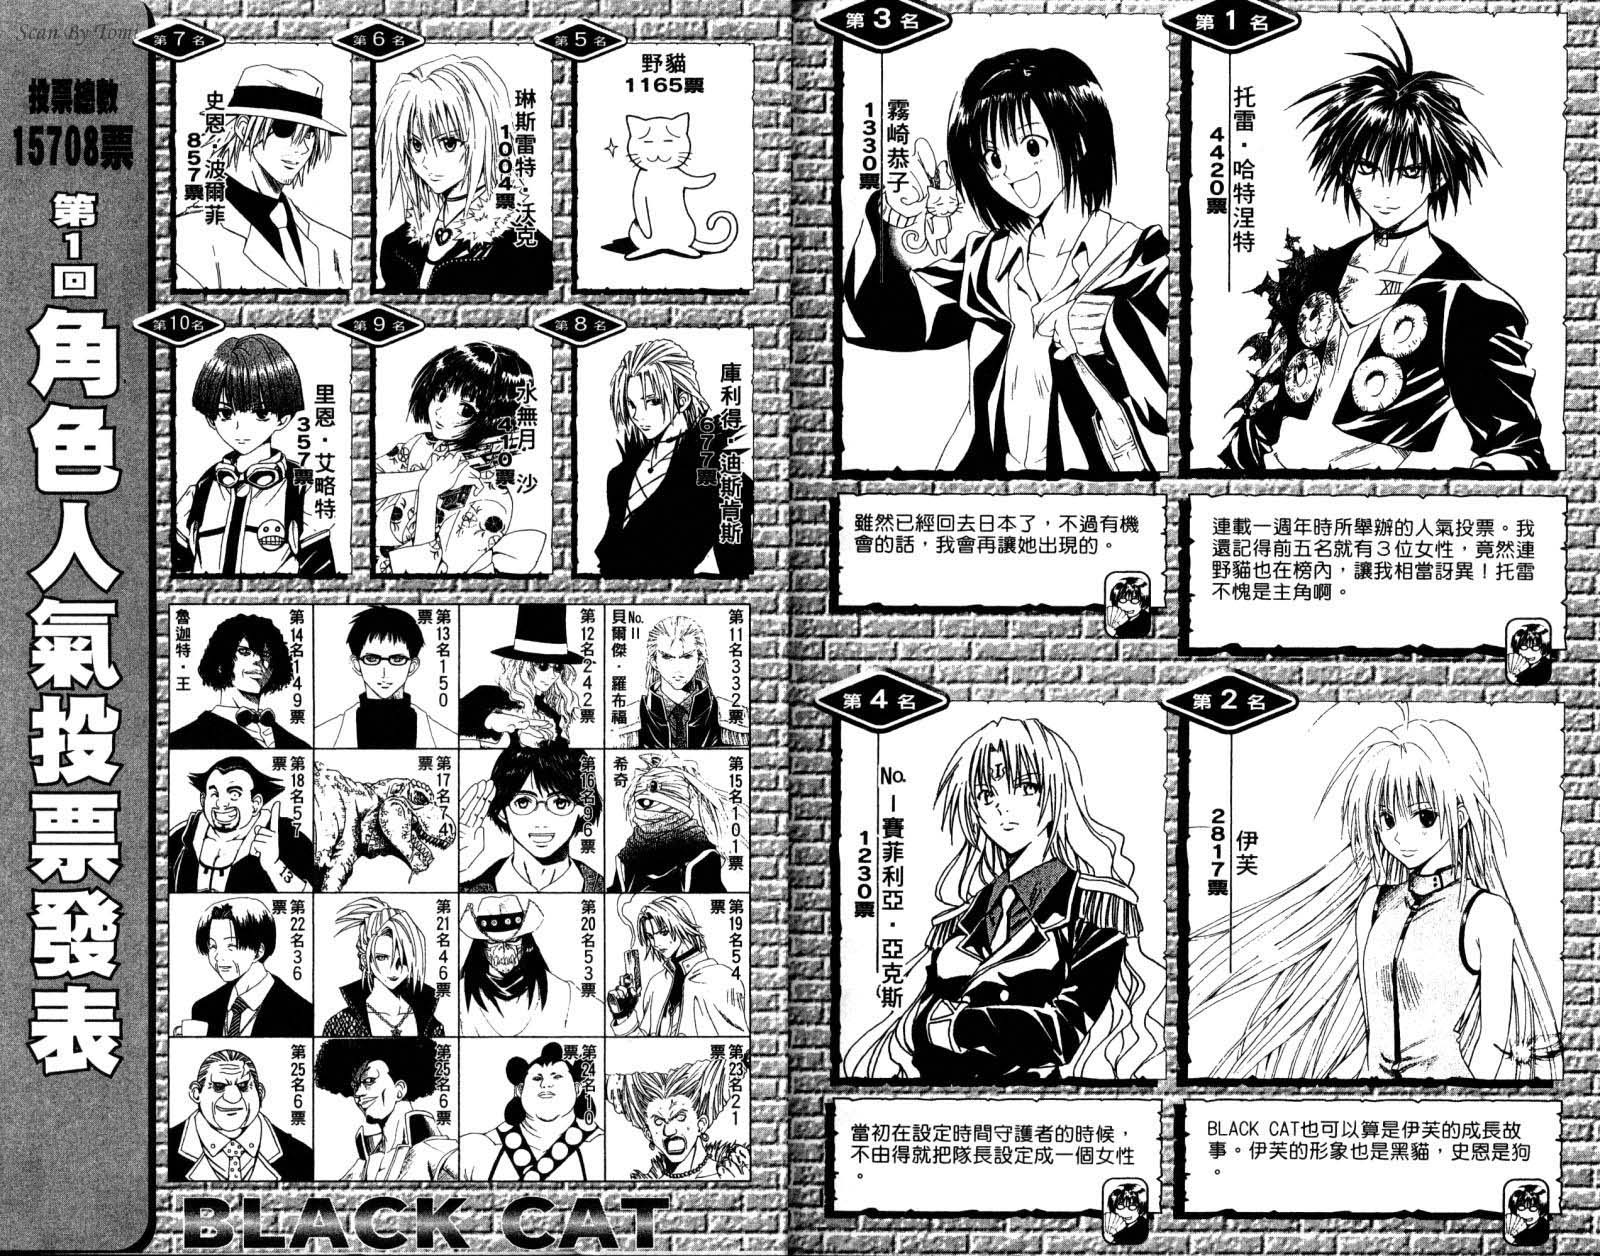 Scan By Tomi
投票總數
15708票
第1回角色人氣投票發表
第1名
托雷·哈特涅特
4420票
連載一週年時所舉辦的人氣投票。我
還記得前五名就有3位女性，竟然連
野貓也在榜內，讓我相當訝異！托雷
不愧是主角啊。
第2名
伊芙
2817票
BLACK CAT也可以算是伊芙的成長故
事。伊芙的形象也是黑貓，史恩是狗
。
第3名
霧崎恭子
1330票
雖然已經回去日本了，不過有機
會的話，我會再讓她出現的。
第4名
No.I賽菲利亞·亞克斯
1230票
當初在設定時間守護者的時候，
不由得就把隊長設定成一個女性
。
第5名
野貓
1165票
第6名
琳斯雷特·沃克
1004票
第7名
史恩·波爾菲
857票
第8名
庫利得·迪斯肯斯
677票
第9名
水無月·沙
410票
第10名
里恩·艾略特
357票
第11名332票
No.II
貝爾傑·羅布福
第12名242票
第13名150
票
第14名149票
魯迦特·王
第15名101票
希奇
第16名96票
第17名74
票
第18名57
票
13
第19名54
票
第20名53票
第21名46票
第22名36
票
第23名21
票
第24名10
票
第25名6票
第25名6票
XIII
BLACK CAT